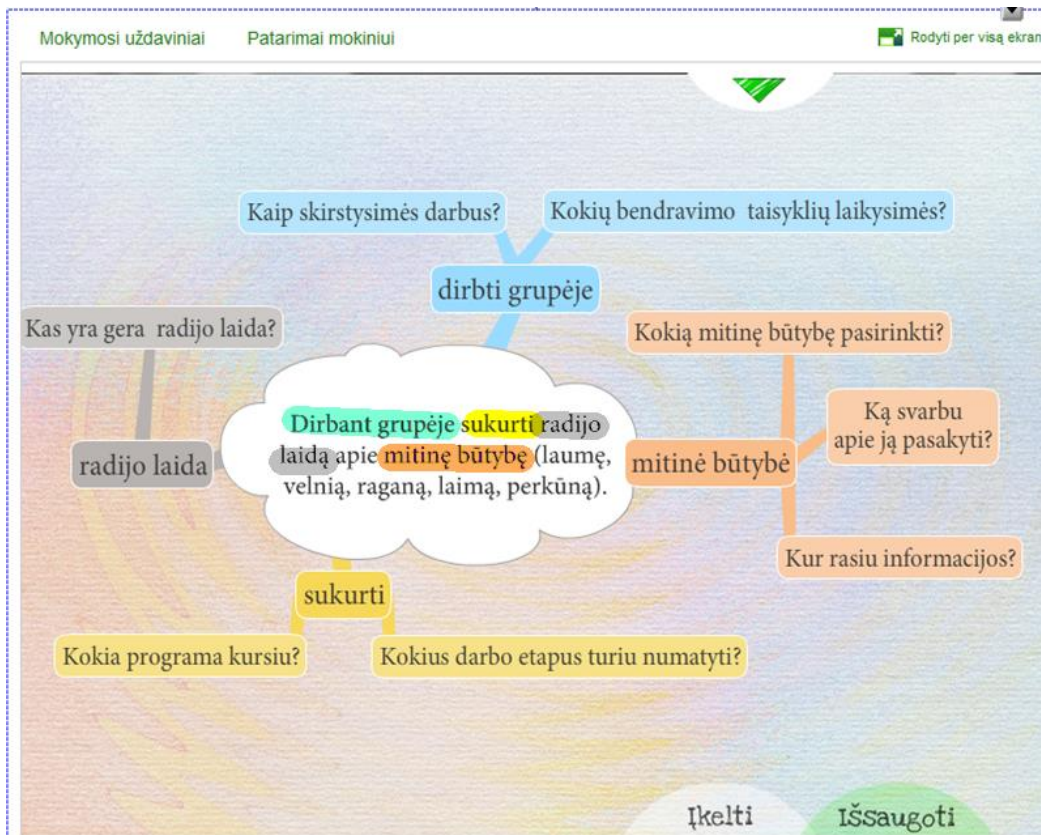 Mokymosi uždaviniai
Patarimai mokiniui
Rodyti per visą ekran
Kaip skirstysimės darbus?
Kokių bendravimo taisyklių laikysimės?
dirbti grupėje
Kas yra gera radijo laida?
Kokią mitinę būtybę pasirinkti?
Dirbant grupėje sukurti radijo
laidą apie mitinę būtybę (laumę,
velnią, raganą, laimą, perkūną).
Ką svarbu
apie ją pasakyti?
radijo laida
mitinė būtybė
Kur rasiu informacijos?
sukurti
Kokia programa kursiu?
Kokius darbo etapus turiu numatyti?
Įkelti
Išsaugoti